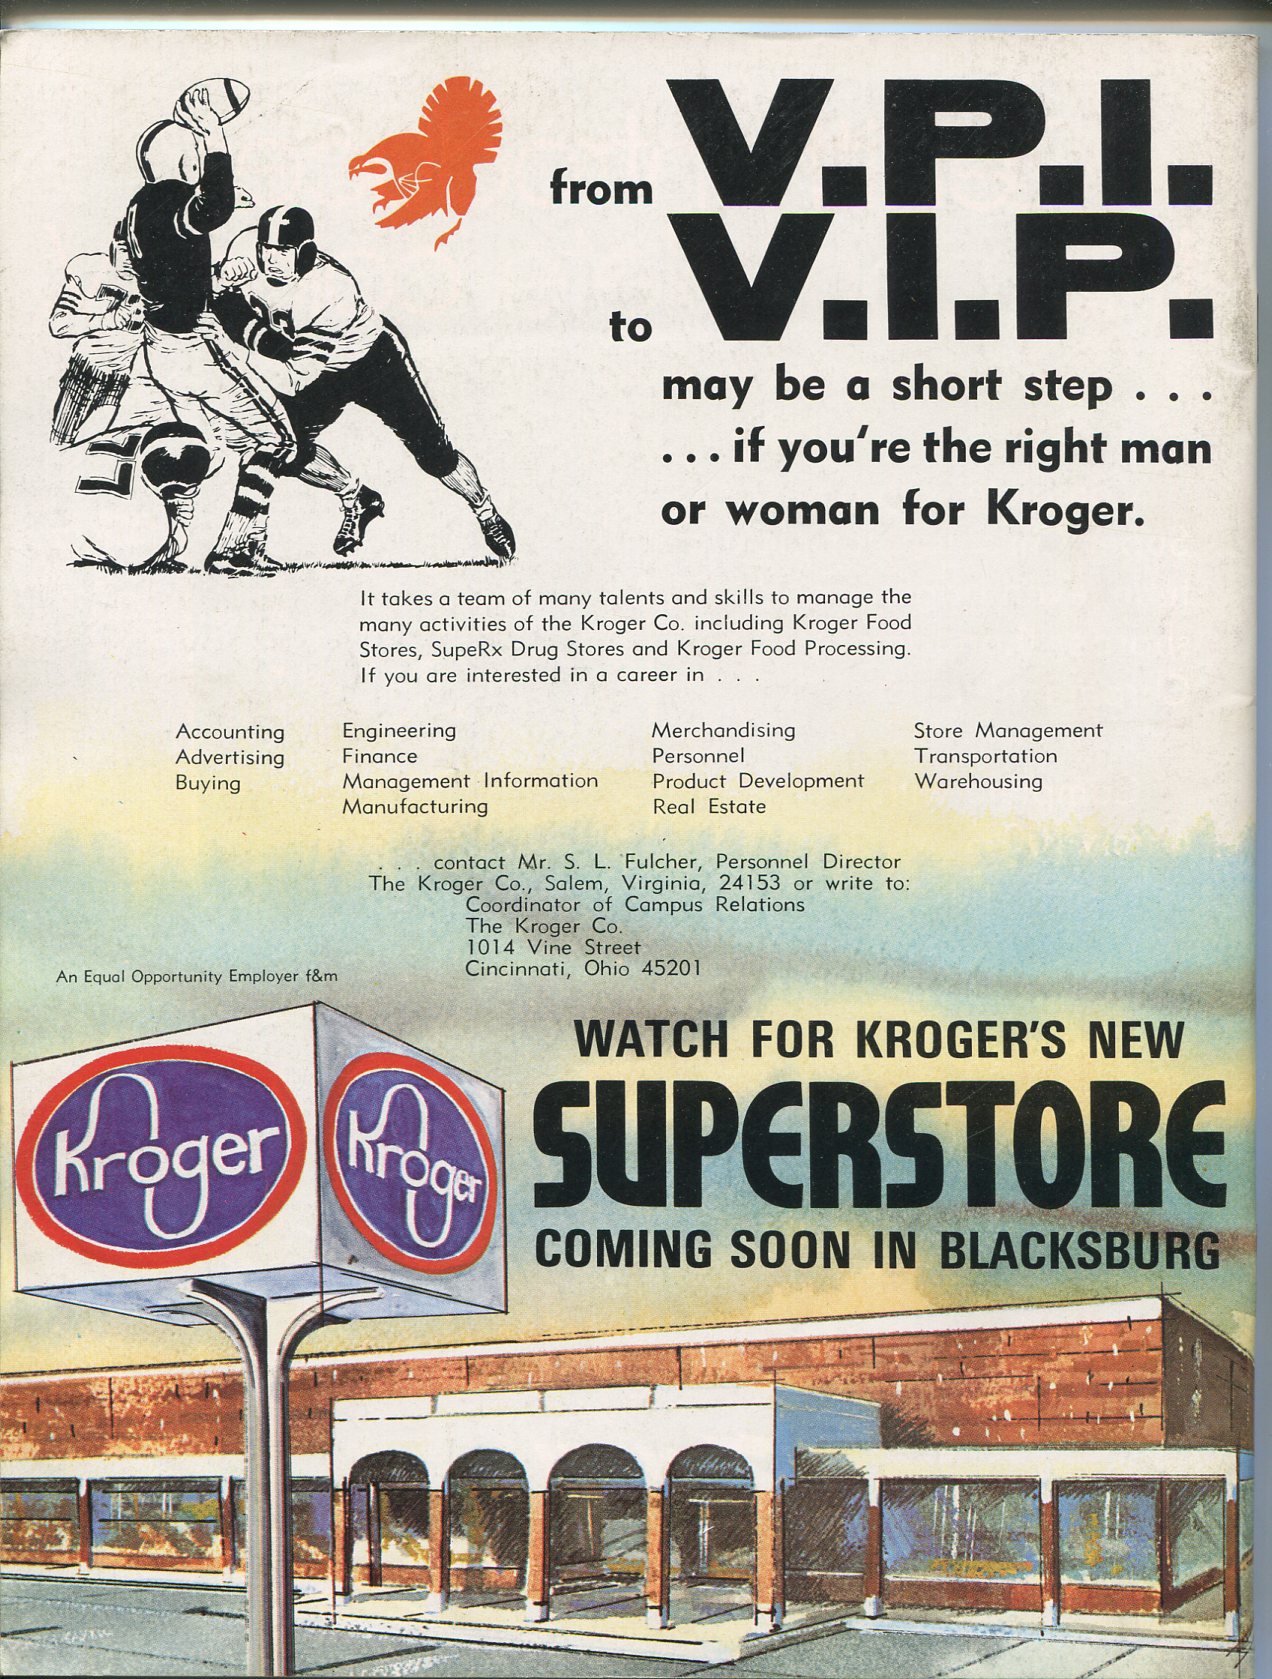 from V.P.I.
to V.I.P.
may be a short step . . .
. . . if you're the right man
or woman for Kroger.
It takes a team of many talents and skills to manage the
many activities of the Kroger Co. including Kroger Food
Stores, SupeRx Drug Stores and Kroger Food Processing.
If you are interested in a career in . . .
Accounting
Advertising
Buying
Engineering
Finance
Management Information
Manufacturing
Merchandising
Personnel
Product Development
Real Estate
Store Management
Transportation
Warehousing
. . . contact Mr. S. L. Fulcher, Personnel Director
The Kroger Co., Salem, Virginia, 24153 or write to:
Coordinator of Campus Relations
The Kroger Co.
1014 Vine Street
Cincinnati, Ohio 45201
An Equal Opportunity Employer f&m
WATCH FOR KROGER'S NEW
SUPERSTORE
COMING SOON IN BLACKSBURG
Kroger
Kroger